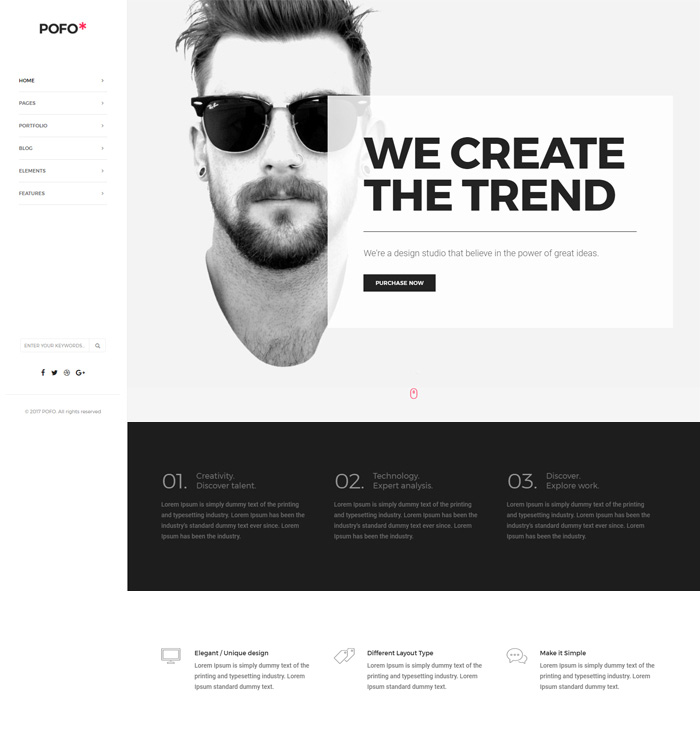 POFO*
HOME
PAGES
PORTFOLIO
BLOG
ELEMENTS
FEATURES
ENTER YOUR KEYWORDS..
© 2017 POFO. All rights reserved
Ray-Ban
WE CREATE
THE TREND
We're a design studio that believe in the power of great ideas.
PURCHASE NOW
01.
Creativity.
Discover talent.
Lorem Ipsum is simply dummy text of the printing
and typesetting industry. Lorem Ipsum has been the
industry's standard dummy text ever since. Lorem
Ipsum has been the industry.
02.
Technology.
Expert analysis.
Lorem Ipsum is simply dummy text of the printing
and typesetting industry. Lorem Ipsum has been the
industry's standard dummy text ever since. Lorem
Ipsum has been the industry.
03.
Discover.
Explore work.
Lorem Ipsum is simply dummy text of the printing
and typesetting industry. Lorem Ipsum has been the
industry's standard dummy text ever since. Lorem
Ipsum has been the industry.
Elegant / Unique design
Lorem Ipsum is simply dummy text of the
printing and typesetting industry. Lorem
Ipsum standard dummy text.
Different Layout Type
Lorem Ipsum is simply dummy text of the
printing and typesetting industry. Lorem
Ipsum standard dummy text.
Make it Simple
Lorem Ipsum is simply dummy text of the
printing and typesetting industry. Lorem
Ipsum standard dummy text.